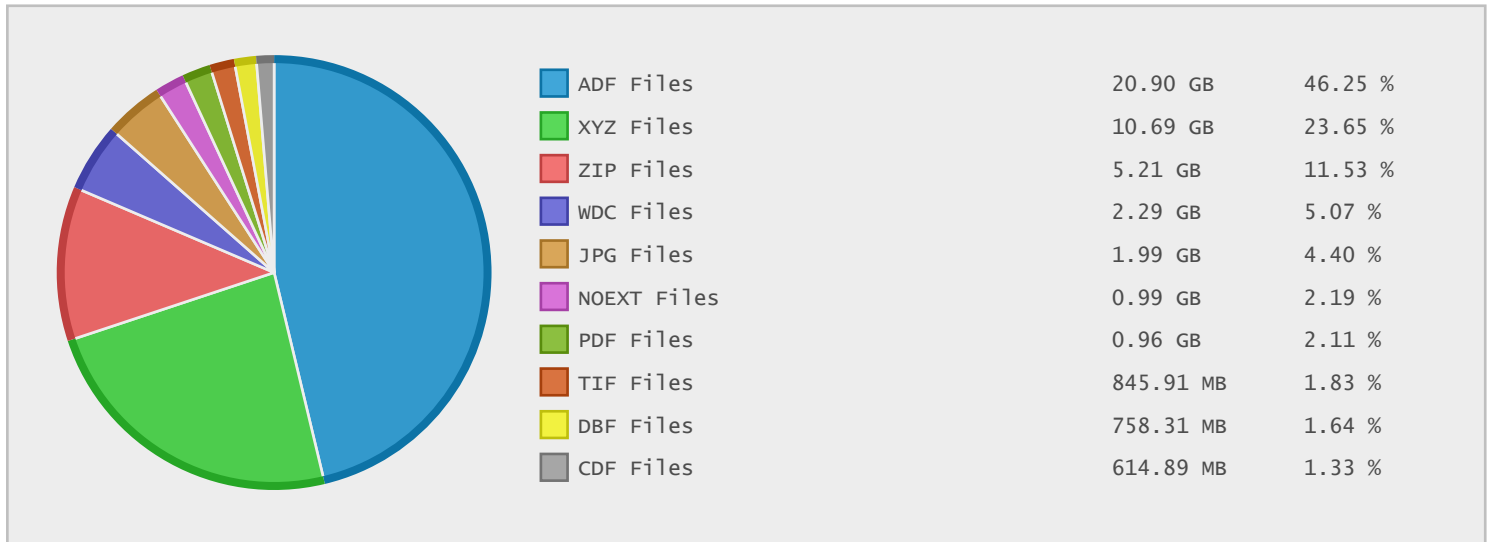 ADF Files 20.90 GB 46.25 %
XYZ Files 10.69 GB 23.65 %
ZIP Files 5.21 GB 11.53 %
WDC Files 2.29 GB 5.07 %
JPG Files 1.99 GB 4.40 %
NOEXT Files 0.99 GB 2.19 %
PDF Files 0.96 GB 2.11 %
TIF Files 845.91 MB 1.83 %
DBF Files 758.31 MB 1.64 %
CDF Files 614.89 MB 1.33 %